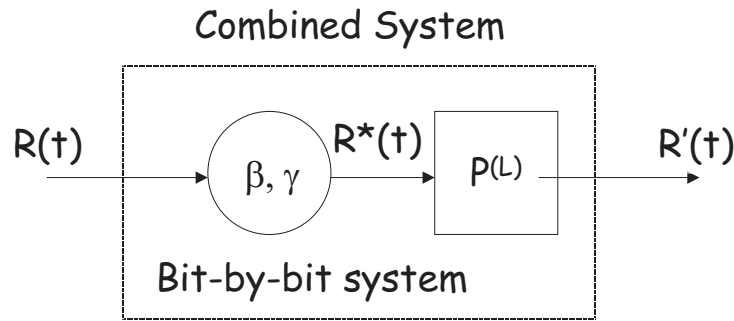 Combined System
R(t)
β, γ
R*(t)
P(L)
R'(t)
Bit-by-bit system